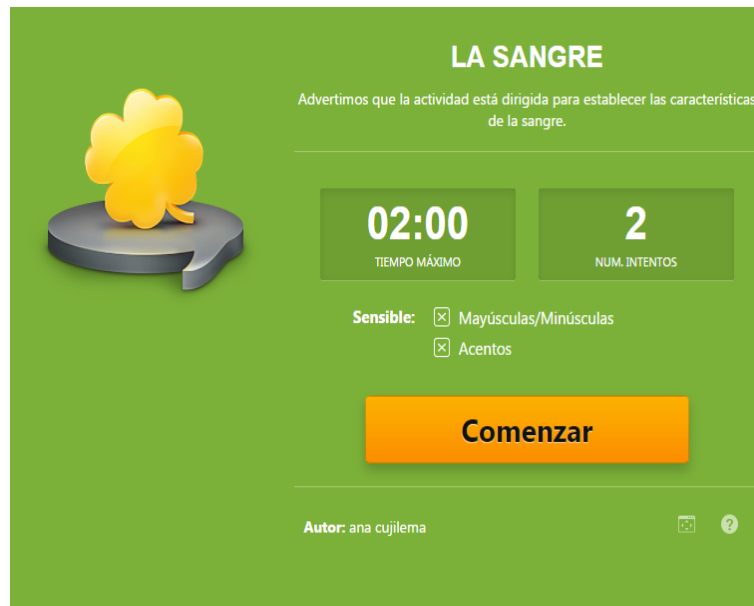 LA SANGRE
Advertimos que la actividad está dirigida para establecer las características
de la sangre.
02:00
TIEMPO MÁXIMO
2
NUM. INTENTOS
Sensible: Mayúsculas/Minúsculas
Acentos
Comenzar
Autor: ana cujilema
?